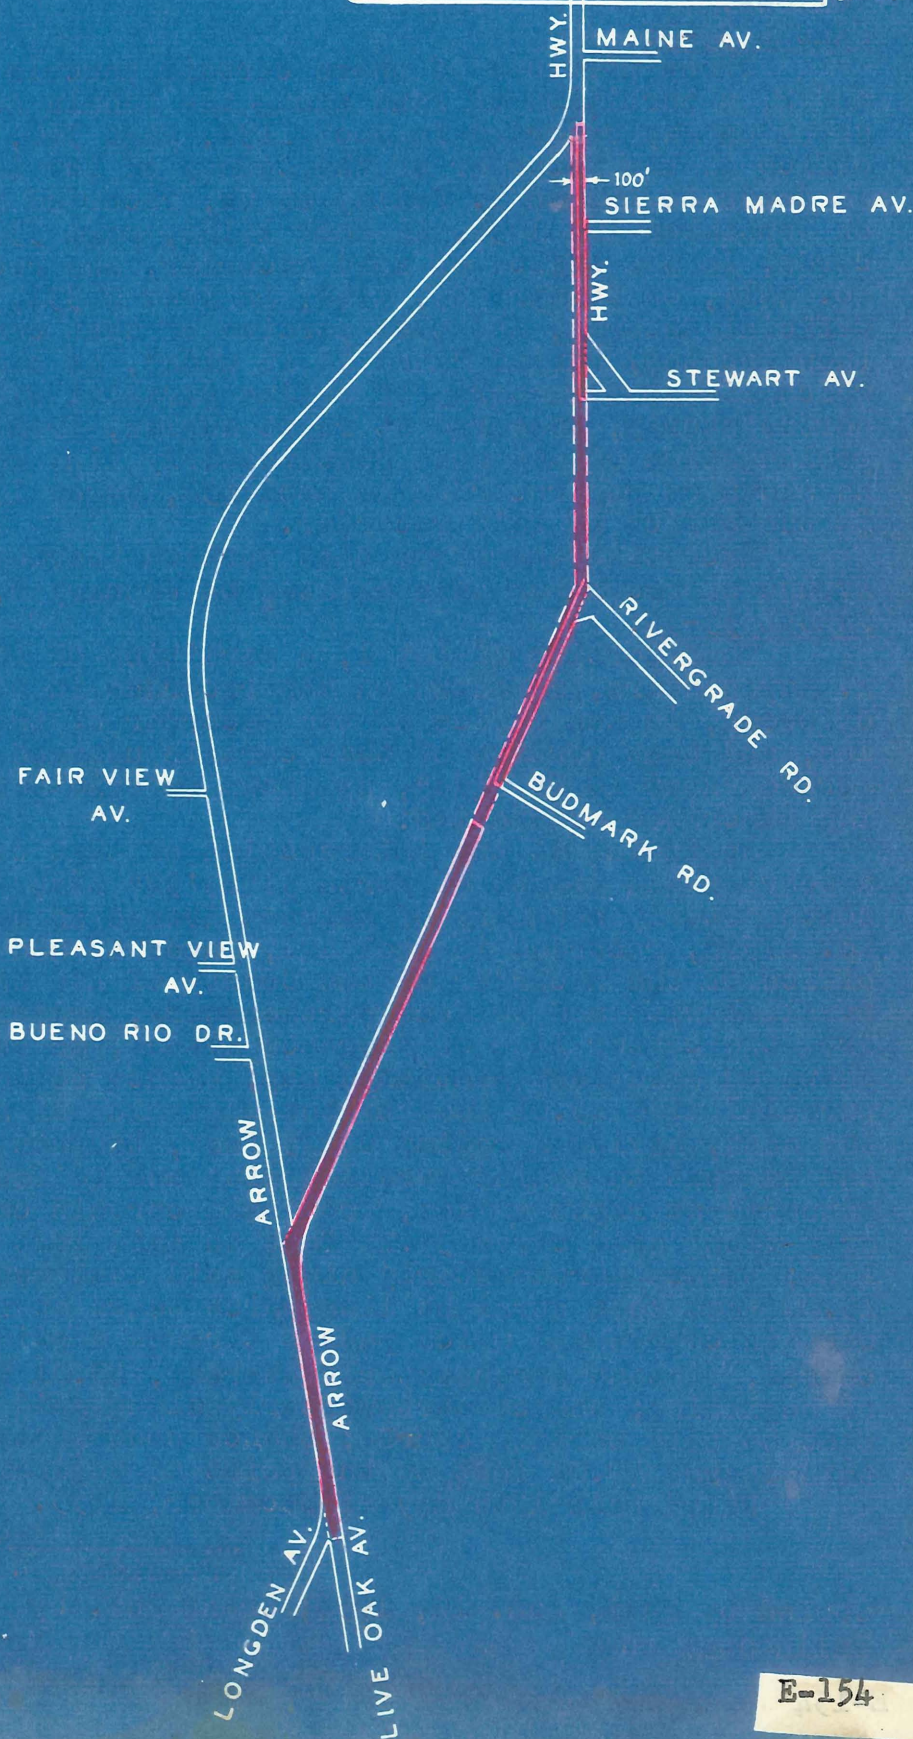 HWY.
MAINE AV.
100'
SIERRA MADRE AV.
HWY.
STEWART AV.
RIVERGRADE RD.
FAIR VIEW
AV.
BUDMARK RD.
PLEASANT VIEW
AV.
BUENO RIO DR.
ARROW
ARROW
LONGDEN AV.
LIVE OAK AV.
E-154